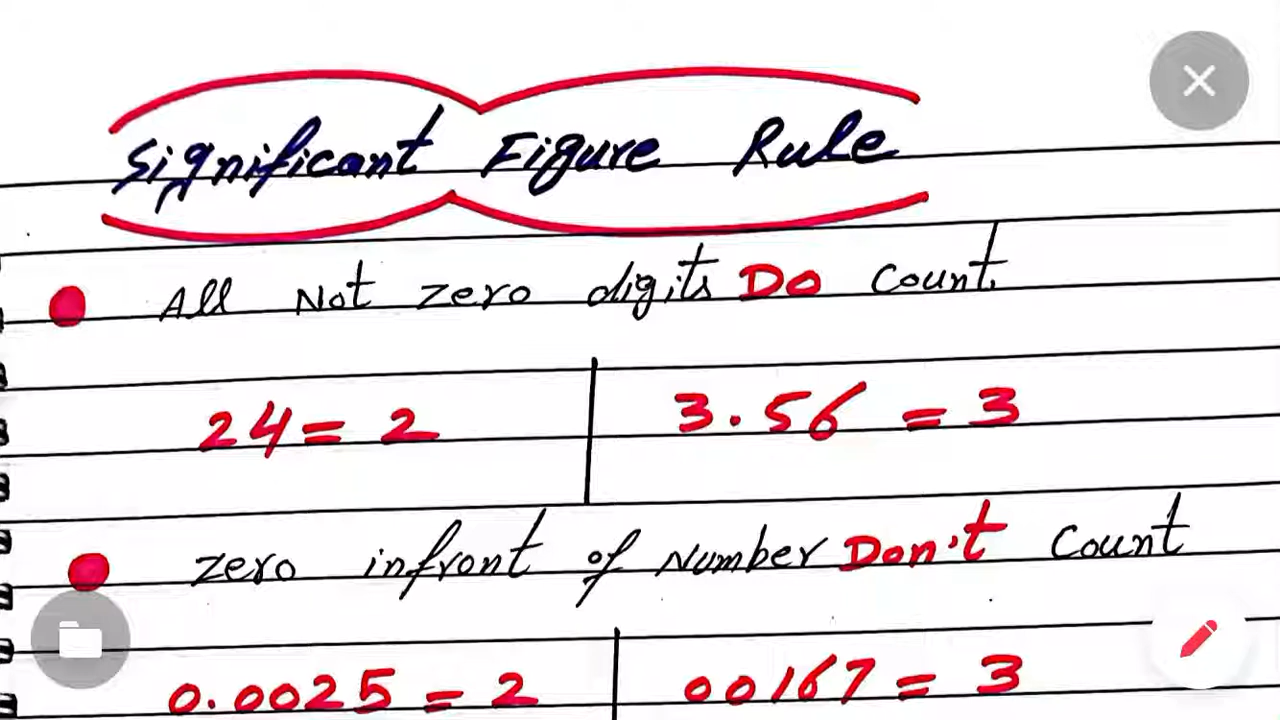 Significant Figure Rule
All Not zero digits DO count.
24 = 2 3.56 = 3
zero infront of Number Don't count
0.0025 = 2 00167 = 3